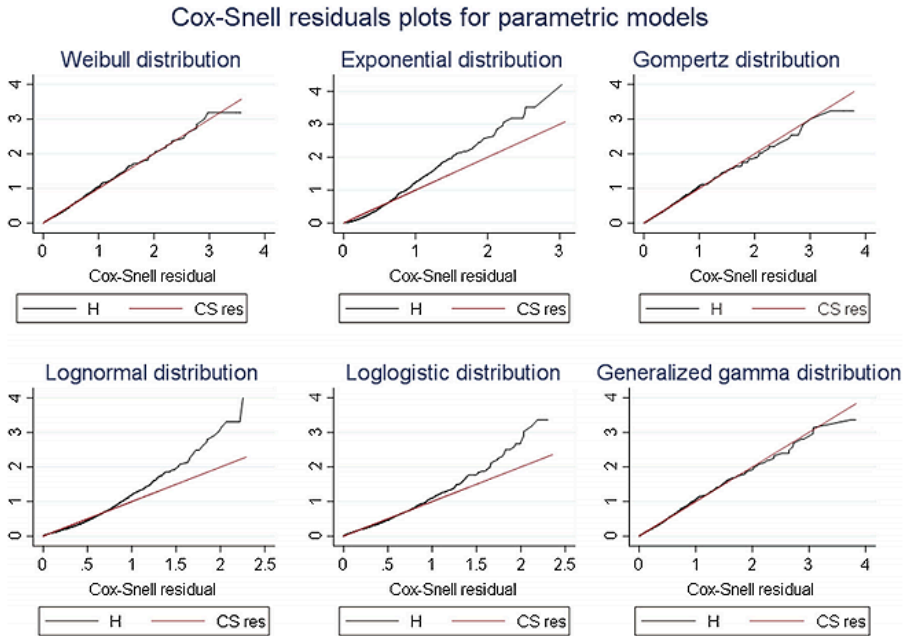 Cox-Snell residuals plots for parametric models
Weibull distribution
4
3
2
1
0
0 1 2 3 4
Cox-Snell residual
H CS res
Exponential distribution
4
3
2
1
0
0 1 2 3
Cox-Snell residual
H CS res
Gompertz distribution
4
3
2
1
0
0 1 2 3 4
Cox-Snell residual
H CS res
Lognormal distribution
4
3
2
1
0
0 .5 1 1.5 2 2.5
Cox-Snell residual
H CS res
Loglogistic distribution
4
3
2
1
0
0 .5 1 1.5 2 2.5
Cox-Snell residual
H CS res
Generalized gamma distribution
4
3
2
1
0
0 1 2 3 4
Cox-Snell residual
H CS res